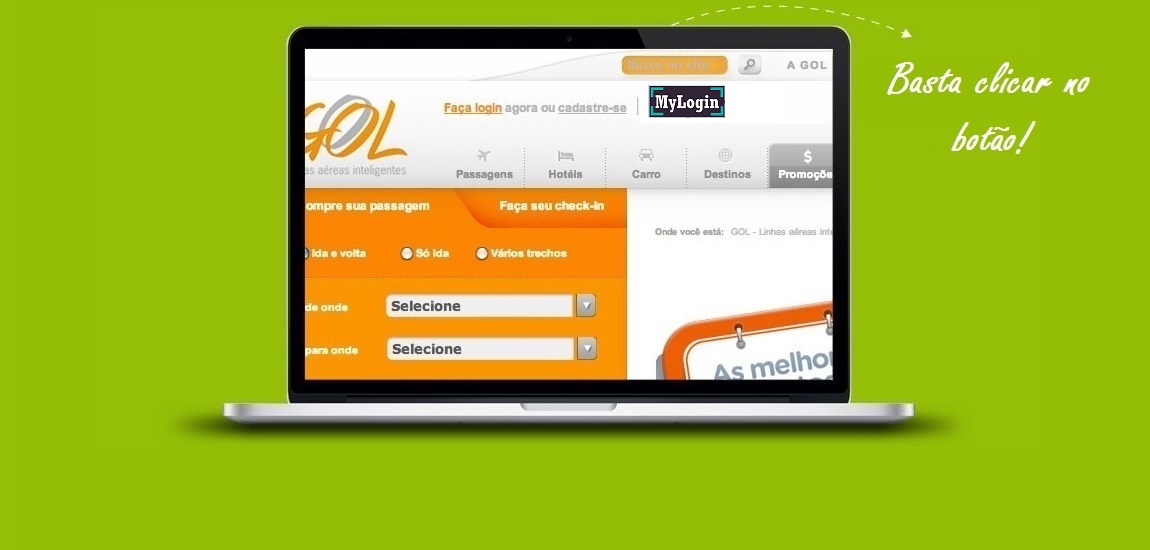 Basta clicar no
botão!
Busca no site
A GOL
Faça login agora ou cadastre-se
MyLogin
GOL
as aéreas inteligentes
Passagens
Hotéis
Carro
Destinos
$
Promoçõe
ompre sua passagem
Faça seu check-in
Onde você está: GOL - Linhas aéreas inte
Ida e volta
Só ida
Vários trechos
de onde
Selecione
para onde
Selecione
As melho